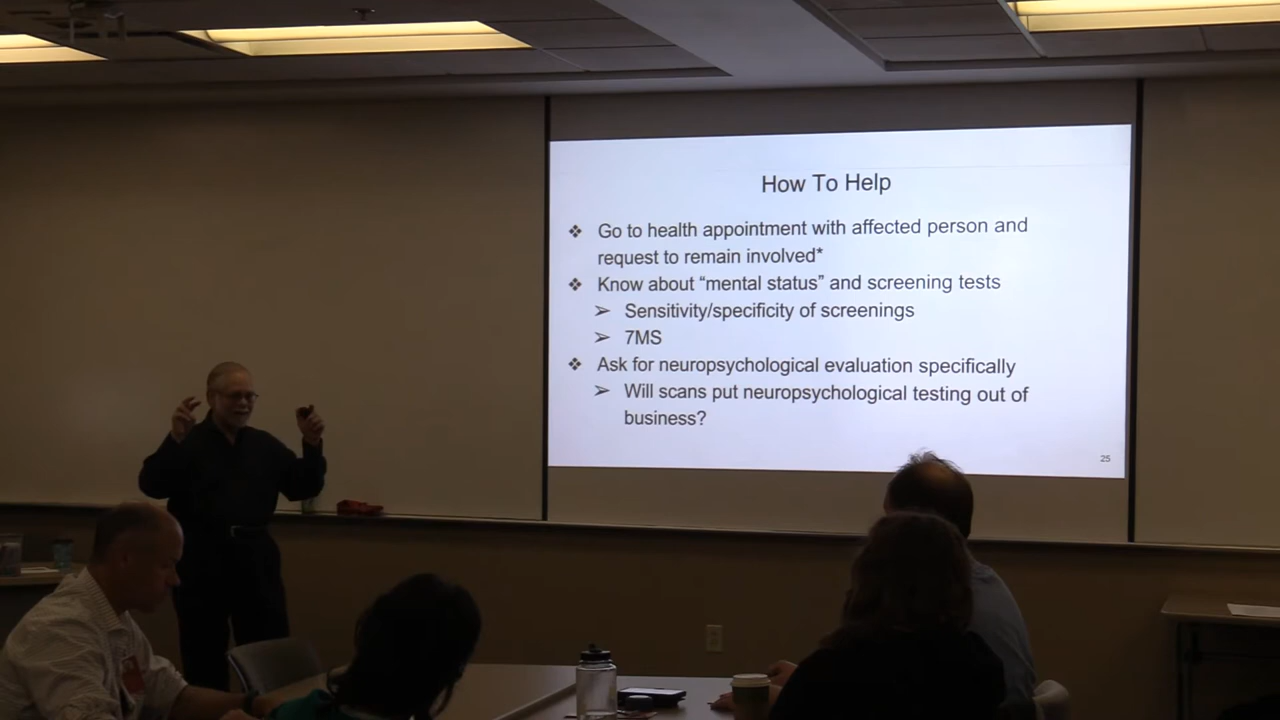 How To Help
❖ Go to health appointment with affected person and
request to remain involved*
❖ Know about “mental status” and screening tests
➢ Sensitivity/specificity of screenings
➢ 7MS
❖ Ask for neuropsychological evaluation specifically
➢ Will scans put neuropsychological testing out of
business?
25